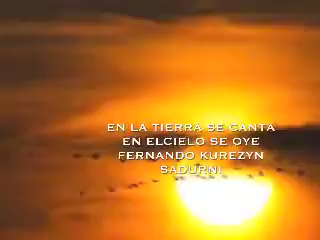 EN LA TIERRA SE CANTA
EN ELCIELO SE OYE
FERNANDO KUREZYN
SADURNI